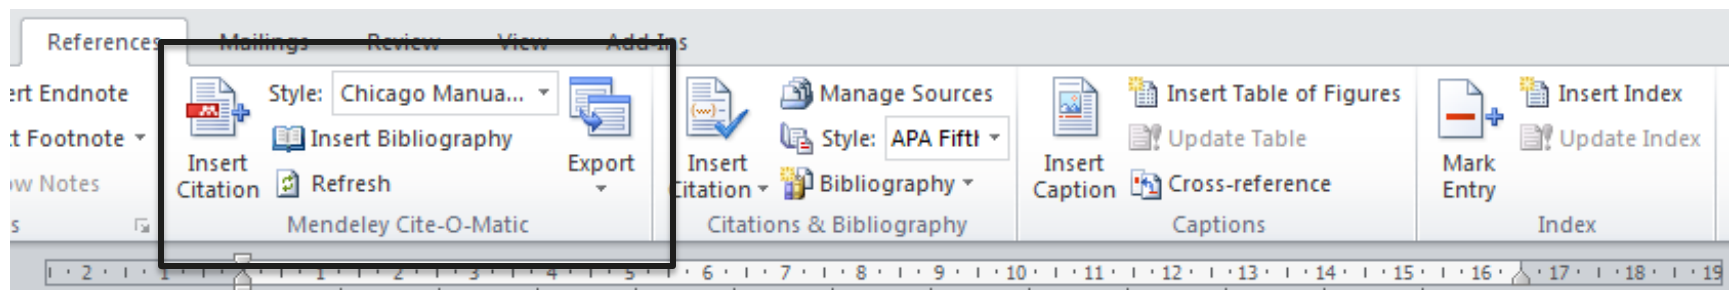 References Mailings Review View Add-Ins
ert Endnote Style: Chicago Manua... Manage Sources Insert Table of Figures Insert Index
t Footnote Insert Bibliography Style: APA Fifth Update Table Update Index
Insert Citation Export Insert Citation Insert Caption Mark Entry
ow Notes Refresh Bibliography Cross-reference
s Mendeley Cite-O-Matic Citations & Bibliography Captions Index
2 1 1 2 3 4 5 6 7 8 9 10 11 12 13 14 15 16 17 18 19